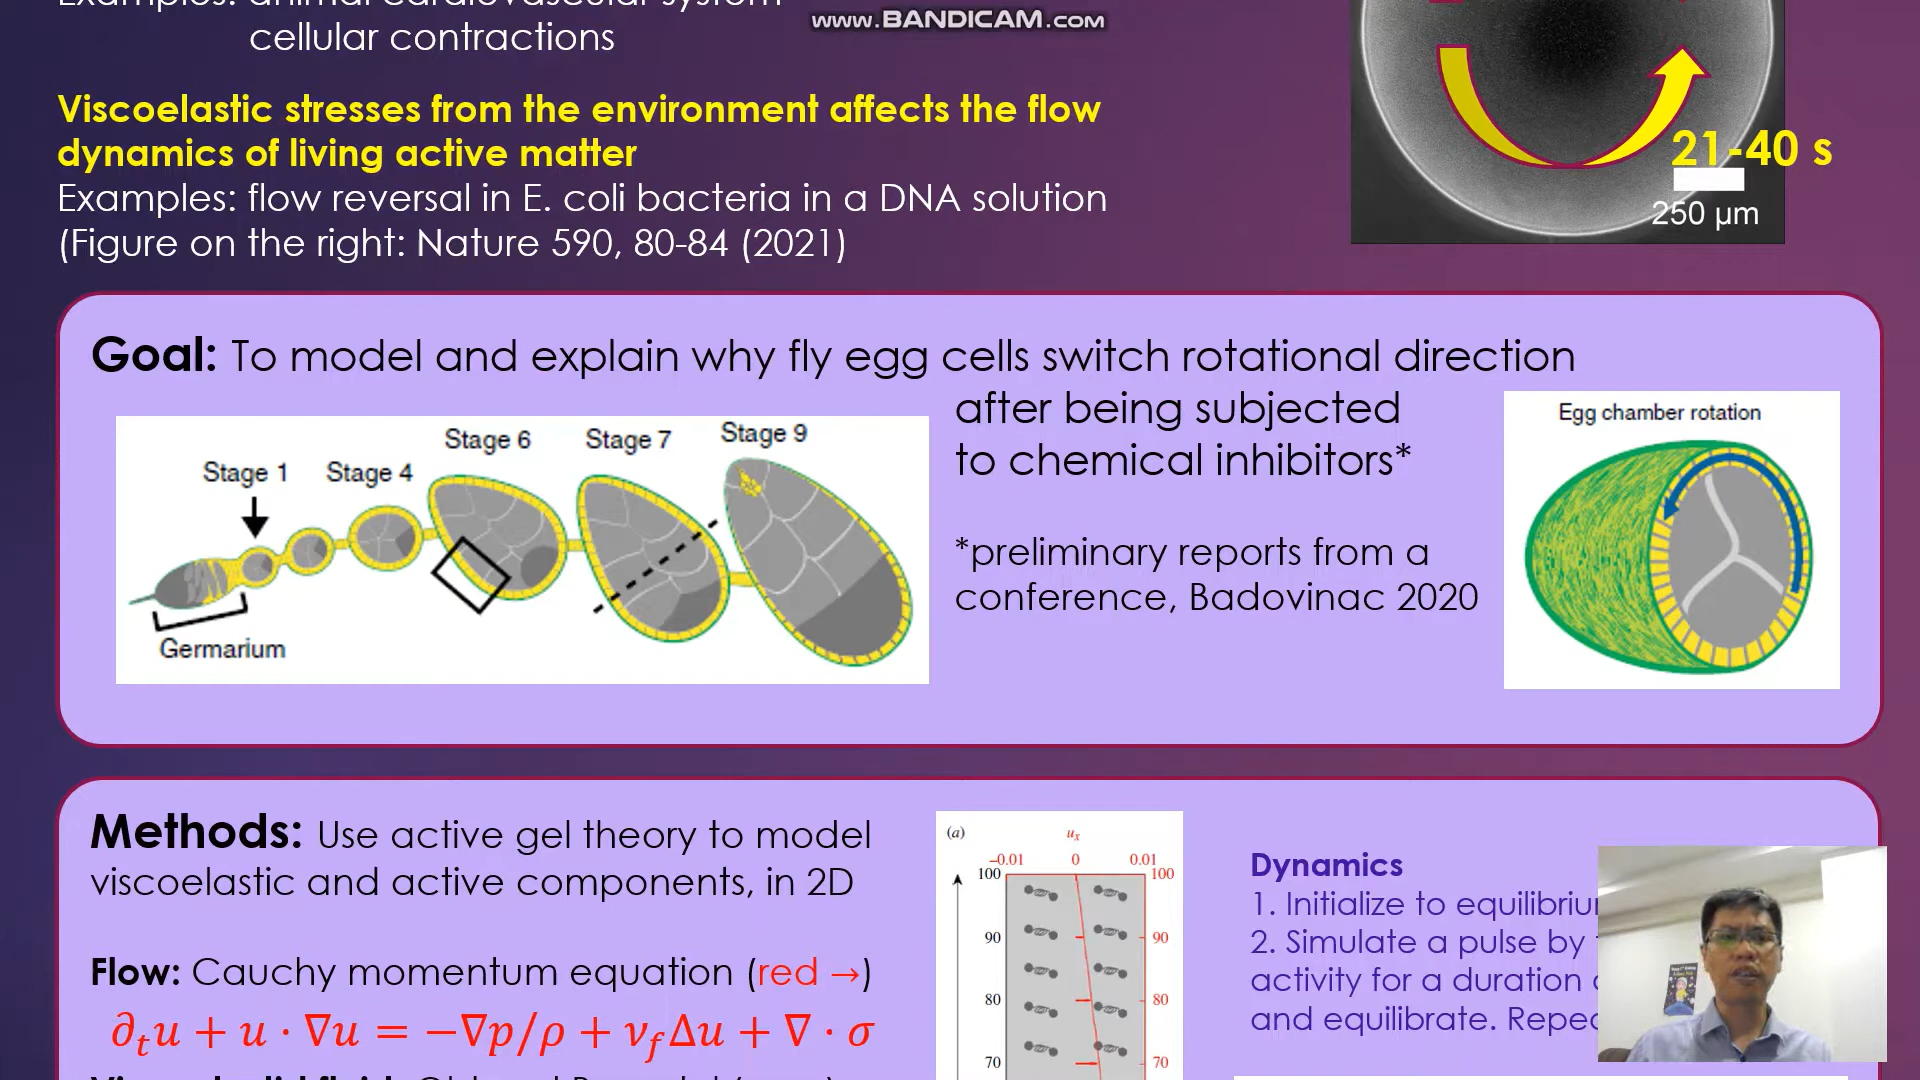 Examples: animal cardiovascular system
cellular contractions
www.BANDICAM.com
Viscoelastic stresses from the environment affects the flow
dynamics of living active matter
Examples: flow reversal in E. coli bacteria in a DNA solution
(Figure on the right: Nature 590, 80-84 (2021)
21-40 s
250 µm
Goal: To model and explain why fly egg cells switch rotational direction
after being subjected
to chemical inhibitors*
*preliminary reports from a
conference, Badovinac 2020
Stage 1
Stage 4
Stage 6
Stage 7
Stage 9
Germarium
Egg chamber rotation
Methods: Use active gel theory to model
viscoelastic and active components, in 2D
Flow: Cauchy momentum equation (red →)
∂ₜu + u · ∇u = −∇p/ρ + ν_f Δu + ∇ · σ
(a)
uₓ
−0.01 0 0.01
100 100
90 90
80 80
70 70
Dynamics
1. Initialize to
2. Simulate a pulse by
activity for a duration
and equilibrate.